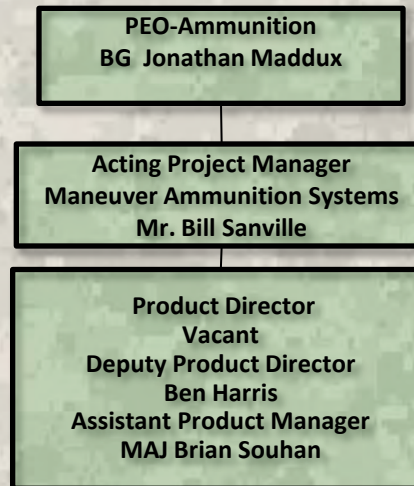 PEO-Ammunition
BG Jonathan Maddux
Acting Project Manager
Maneuver Ammunition Systems
Mr. Bill Sanville
Product Director
Vacant
Deputy Product Director
Ben Harris
Assistant Product Manager
MAJ Brian Souhan